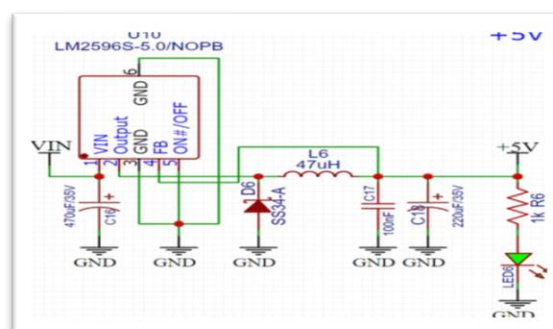 U10
+5V
LM2596S-5.0/NOPB
6
GND
VIN
Output
GND
FB
ON#/OFF
1
2
3
4
5
VIN
L6
47uH
+5V
470uF/35V
C16
D6
SS34-A
C17
100nF
C18
220uF/35V
1k R6
LED6
GND
GND
GND
GND
GND
GND